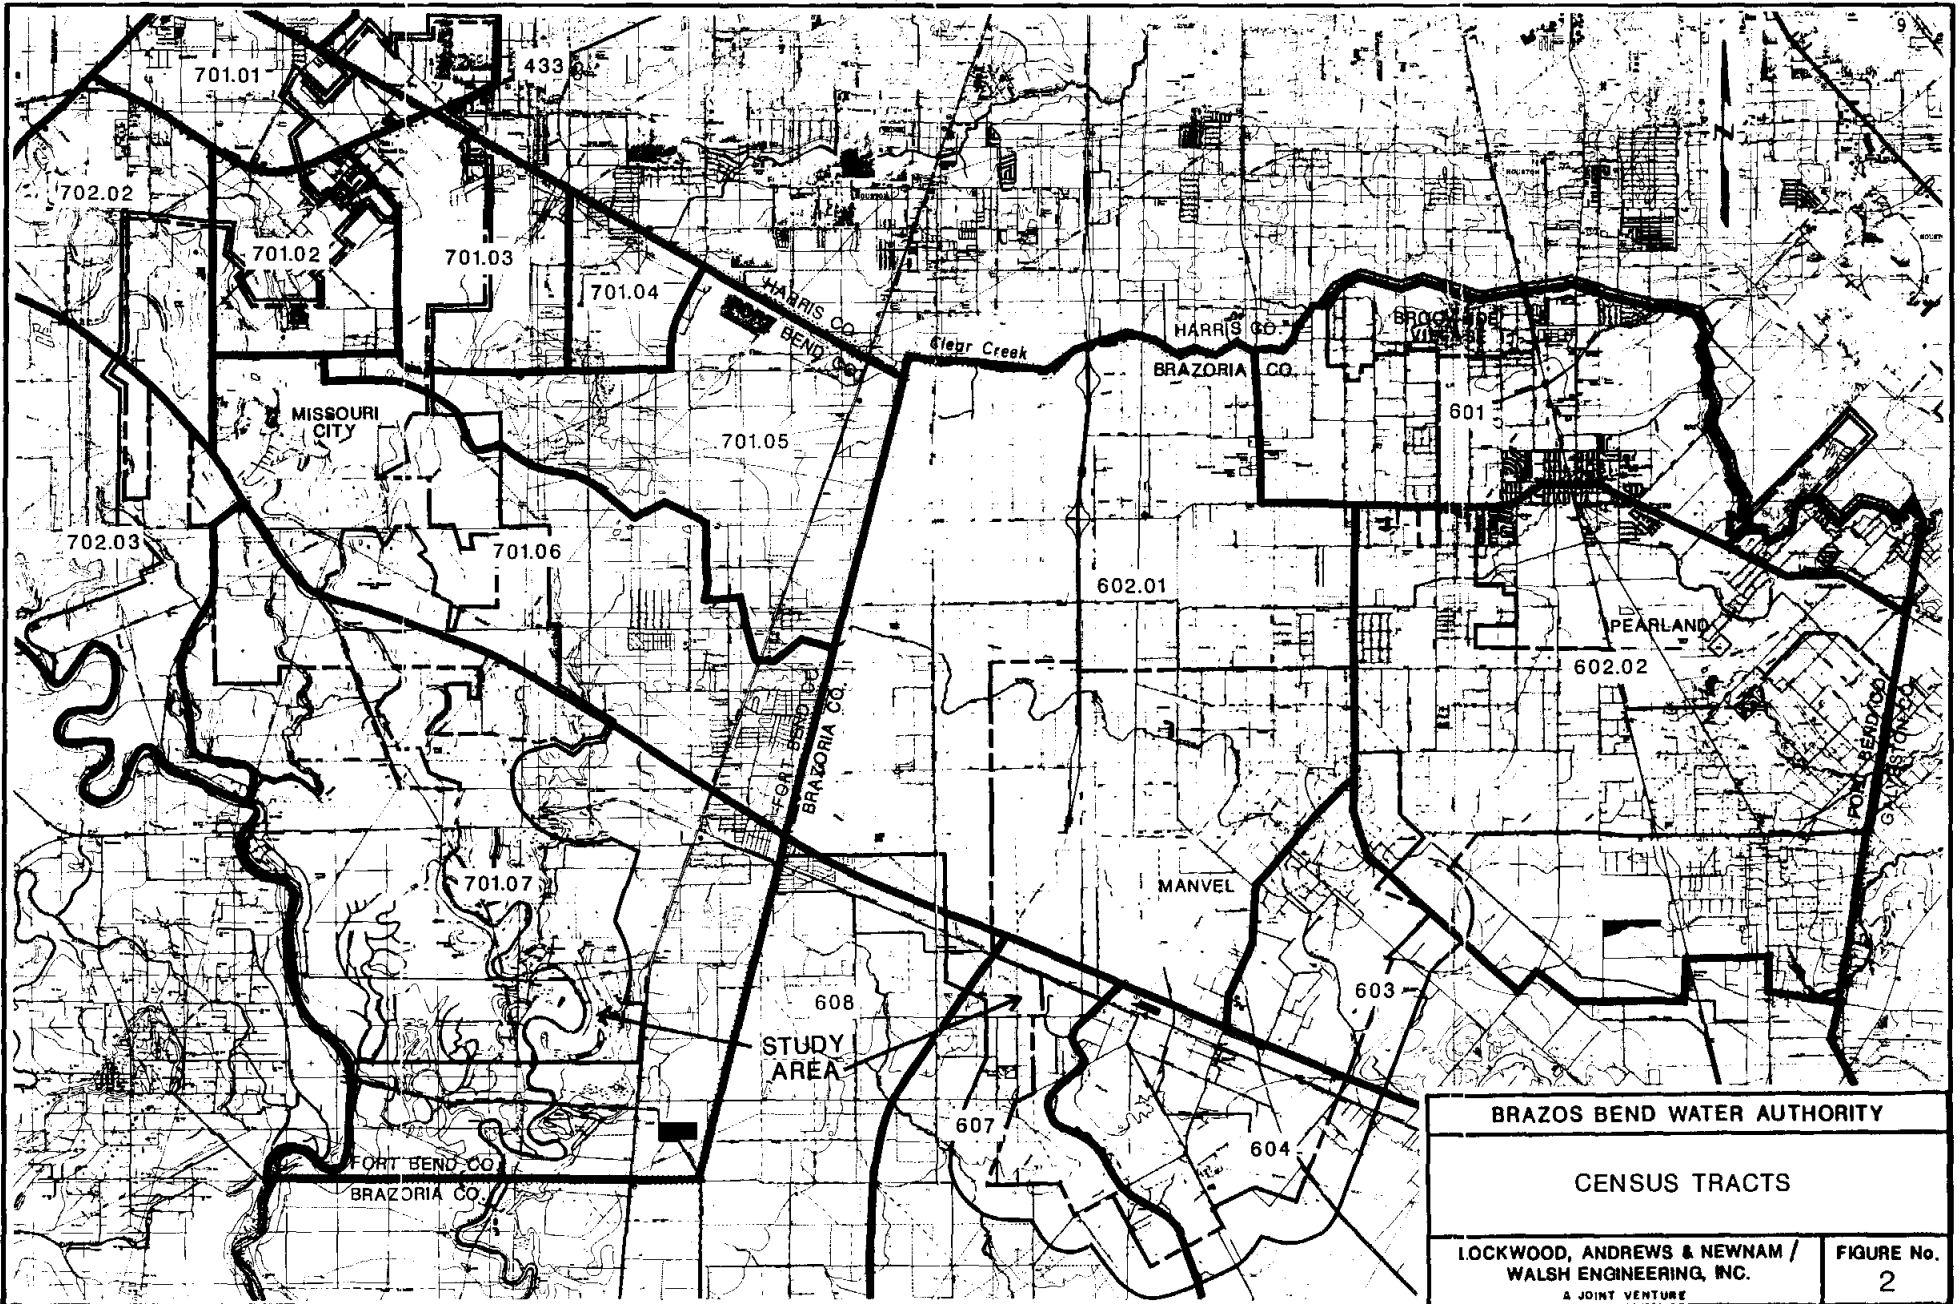 701.01
433
702.02
701.02
701.03
701.04
HARRIS CO.
FORT BEND CO.
Clear Creek
HARRIS CO.
BRAZORIA CO.
BROOKSIDE
VILLAGE
HOUSTON
HOUSTON
N
601
MISSOURI
CITY
701.05
702.03
701.06
602.01
PEARLAND
602.02
FORT BEND CO.
BRAZORIA CO.
FORT BEND CO.
GALVESTON CO.
701.07
MANVEL
608
603
STUDY
AREA
607
604
FORT BEND CO.
BRAZORIA CO.
BRAZOS BEND WATER AUTHORITY
CENSUS TRACTS
LOCKWOOD, ANDREWS & NEWNAM /
WALSH ENGINEERING, INC.
A JOINT VENTURE
FIGURE No.
2